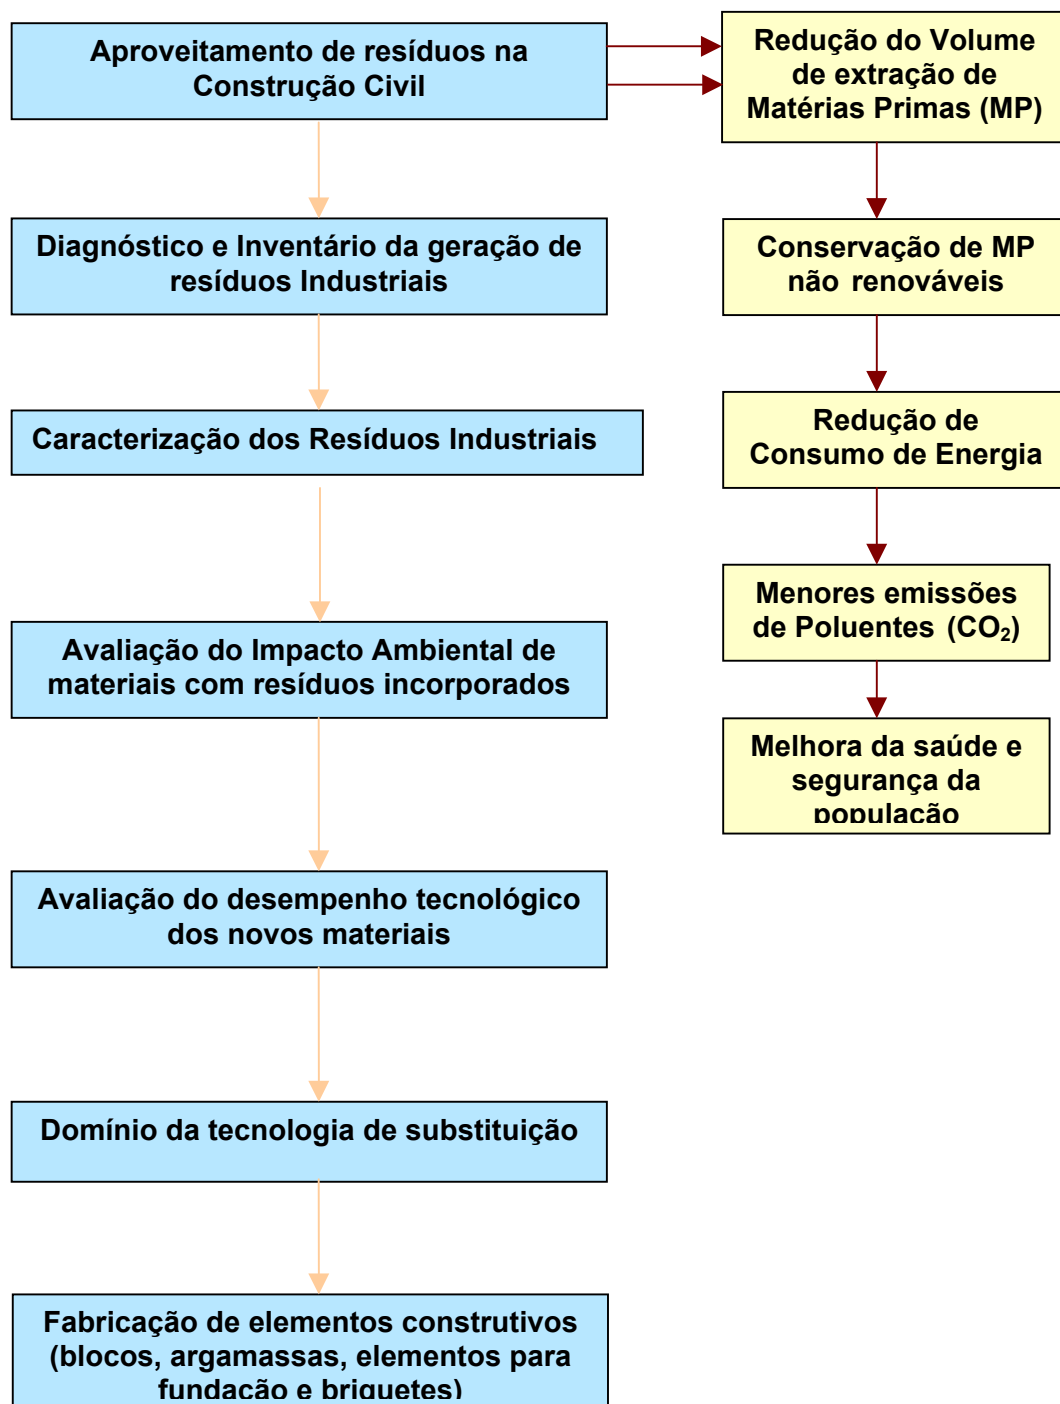 Aproveitamento de resíduos na
Construção Civil
Diagnóstico e Inventário da geração de
resíduos Industriais
Caracterização dos Resíduos Industriais
Avaliação do Impacto Ambiental de
materiais com resíduos incorporados
Avaliação do desempenho tecnológico
dos novos materiais
Domínio da tecnologia de substituição
Fabricação de elementos construtivos
(blocos, argamassas, elementos para
fundação e briquetes)
Redução do Volume
de extração de
Matérias Primas (MP)
Conservação de MP
não renováveis
Redução de
Consumo de Energia
Menores emissões
de Poluentes (CO₂)
Melhora da saúde e
segurança da
população